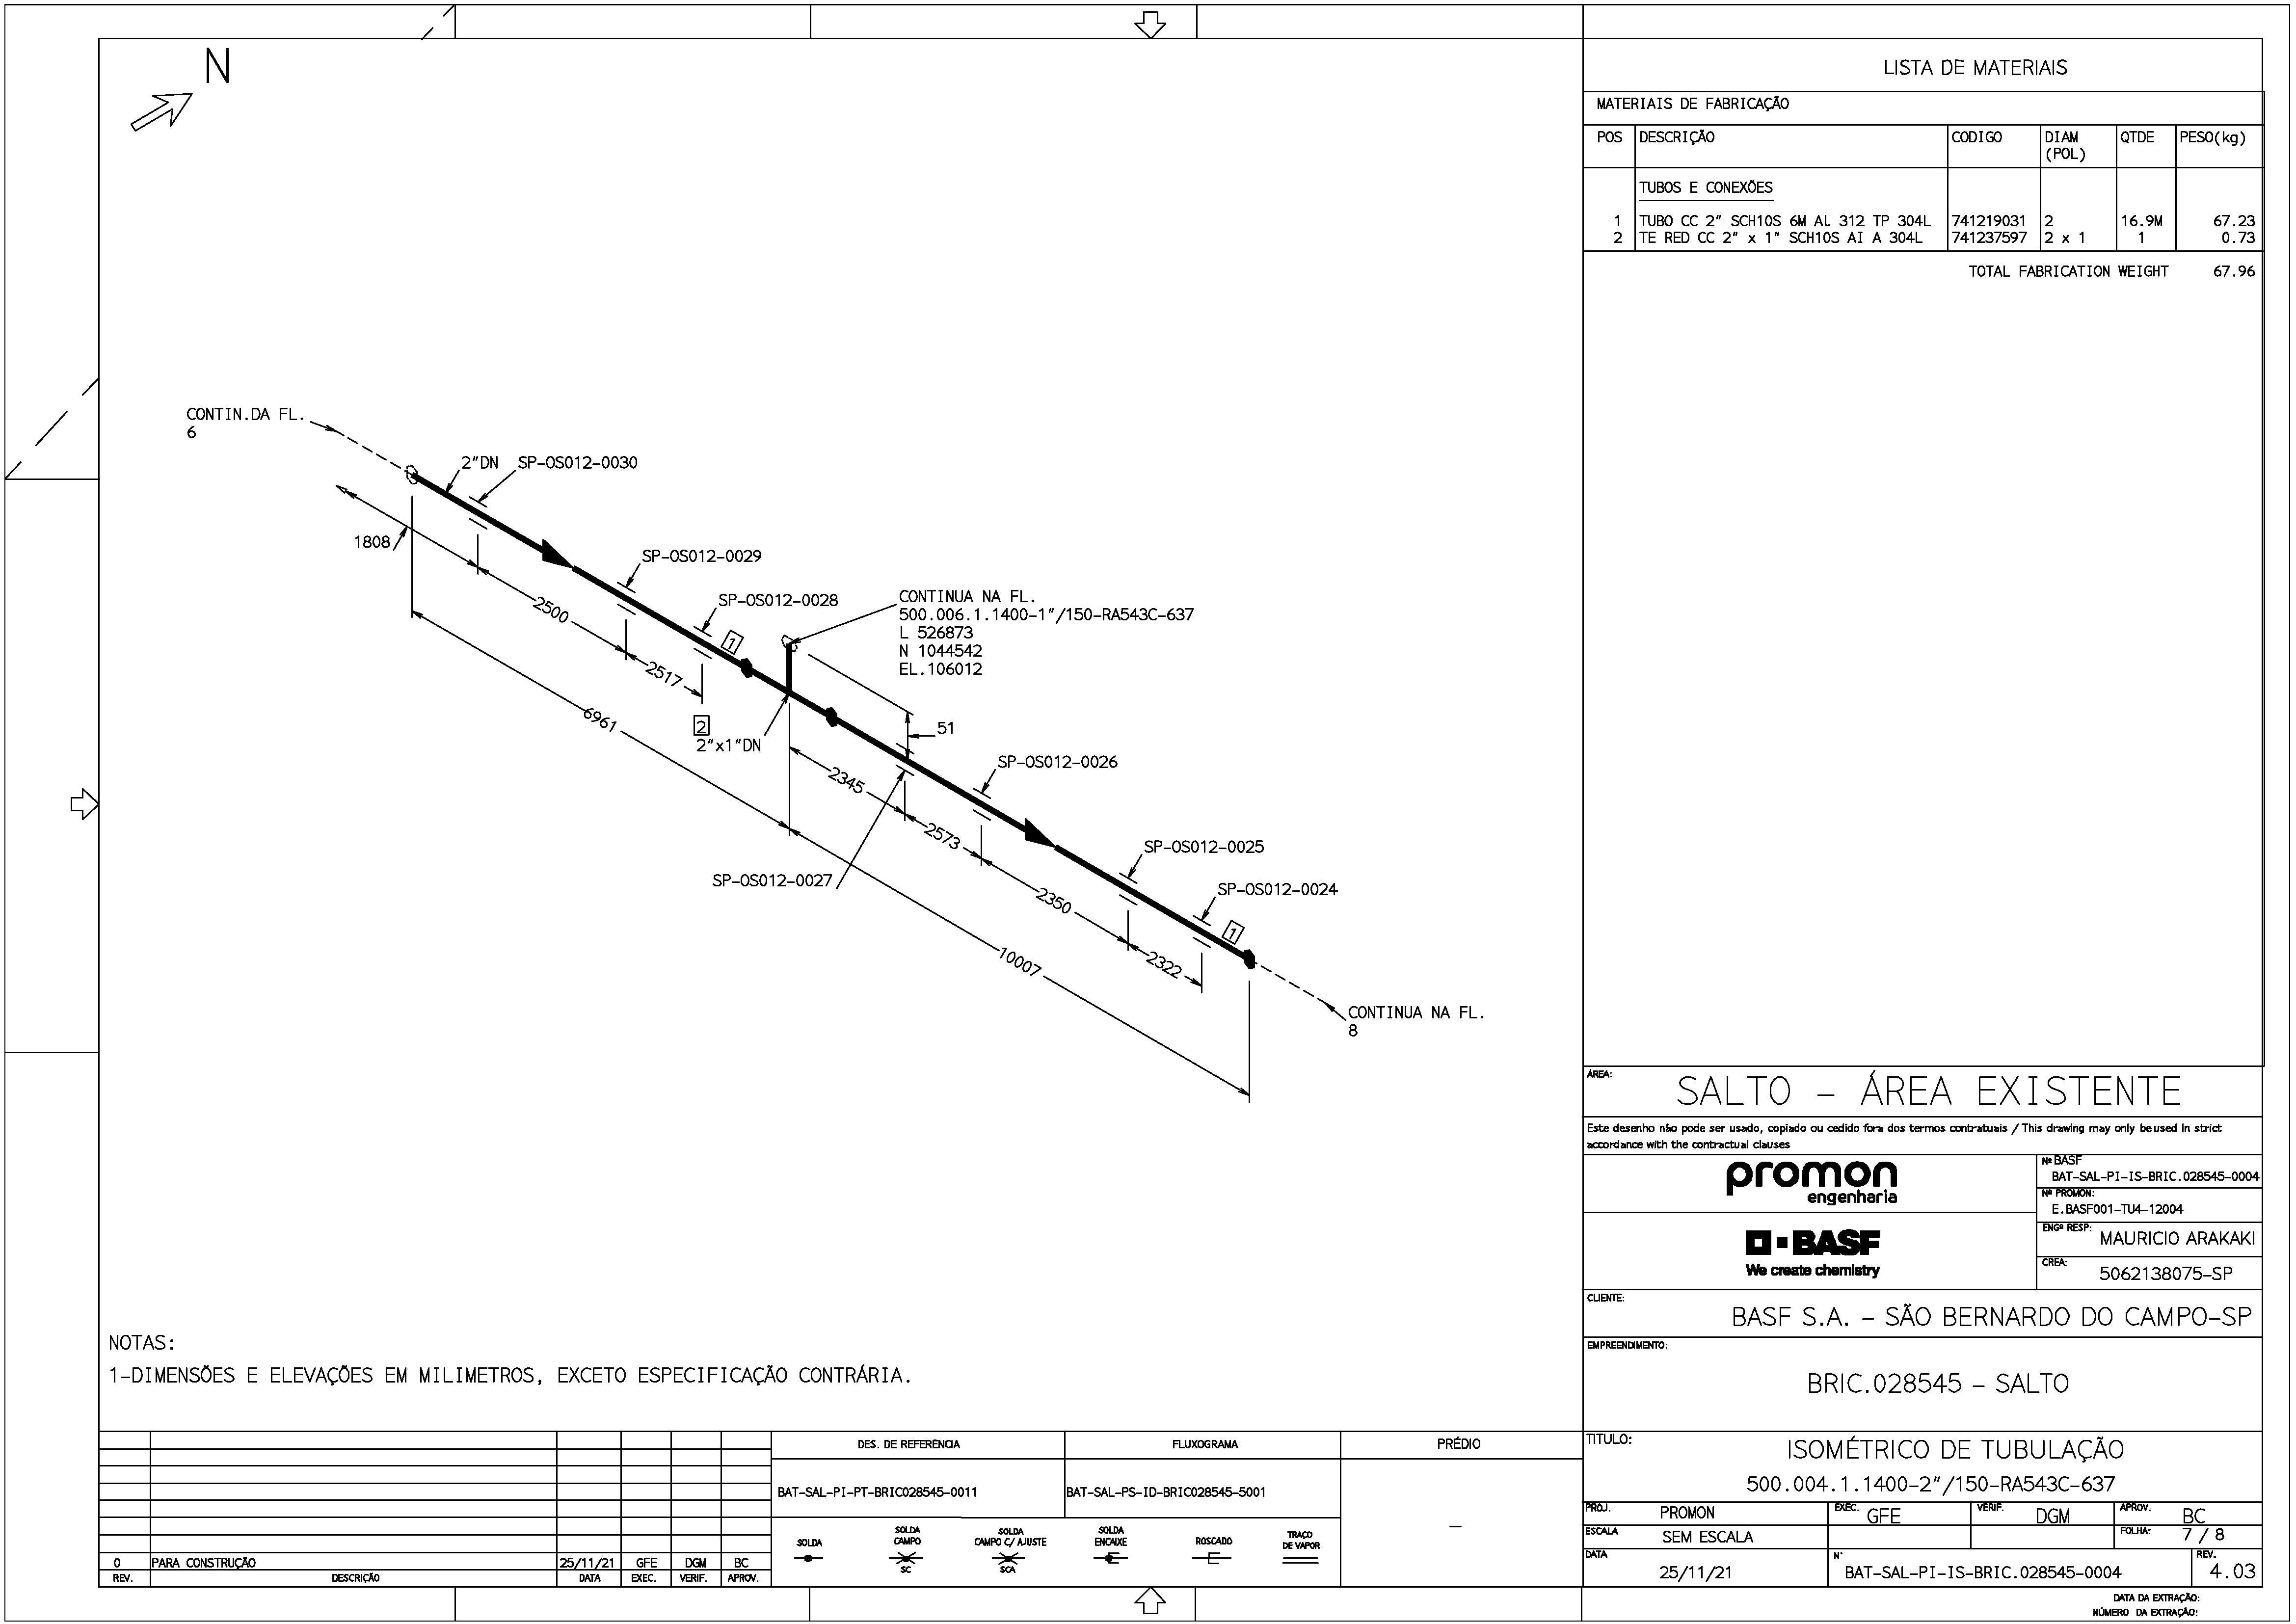 N
LISTA DE MATERIAIS
MATERIAIS DE FABRICAÇÃO
POS DESCRIÇÃO CODIGO DIAM (POL) QTDE PESO(kg)
TUBOS E CONEXÕES
1 TUBO CC 2" SCH10S 6M Al 312 TP 304L 741219031 2 16.9M 67.23
2 TE RED CC 2" x 1" SCH10S AI A 304L 741237597 2 x 1 1 0.73
TOTAL FABRICATION WEIGHT 67.96
CONTIN.DA FL.
6
2"DN
SP-OS012-0030
1808
SP-OS012-0029
2500
SP-OS012-0028
1
2517
CONTINUA NA FL.
500.006.1.1400-1"/150-RA543C-637
L 526873
N 1044542
EL.106012
6961
2
2"x1"DN
51
SP-OS012-0026
2345
2573
SP-OS012-0027
SP-OS012-0025
2350
SP-OS012-0024
1
2322
10007
CONTINUA NA FL.
8
NOTAS:
1-DIMENSÕES E ELEVAÇÕES EM MILIMETROS, EXCETO ESPECIFICAÇÃO CONTRÁRIA.
ÁREA:
SALTO - ÁREA EXISTENTE
Este desenho não pode ser usado, copiado ou cedido fora dos termos contratuais / This drawing may only be used in strict
accordance with the contractual clauses
promon
engenharia
Nº BASF
BAT-SAL-PI-IS-BRIC.028545-0004
Nº PROMON:
E.BASF001-TU4-12004
BASF
We create chemistry
ENGº RESP: MAURICIO ARAKAKI
CREA:
5062138075-SP
CLIENTE:
BASF S.A. - SÃO BERNARDO DO CAMPO-SP
EMPREENDIMENTO:
BRIC.028545 - SALTO
TITULO:
ISOMÉTRICO DE TUBULAÇÃO
500.004.1.1400-2"/150-RA543C-637
PROJ. PROMON EXEC. GFE VERIF. DGM APROV. BC
ESCALA SEM ESCALA FOLHA: 7 / 8
DATA
25/11/21
N°
BAT-SAL-PI-IS-BRIC.028545-0004
REV.
4.03
DATA DA EXTRAÇÃO:
NÚMERO DA EXTRAÇÃO:
DES. DE REFERÊNCIA FLUXOGRAMA PRÉDIO
BAT-SAL-PI-PT-BRIC028545-0011 BAT-SAL-PS-ID-BRIC028545-5001
-
SOLDA
SOLDA CAMPO
SC
SOLDA CAMPO C/ AJUSTE
SCA
SOLDA ENCAIXE
ROSCADO
TRAÇO DE VAPOR
0 PARA CONSTRUÇÃO 25/11/21 GFE DGM BC
REV. DESCRIÇÃO DATA EXEC. VERIF. APROV.